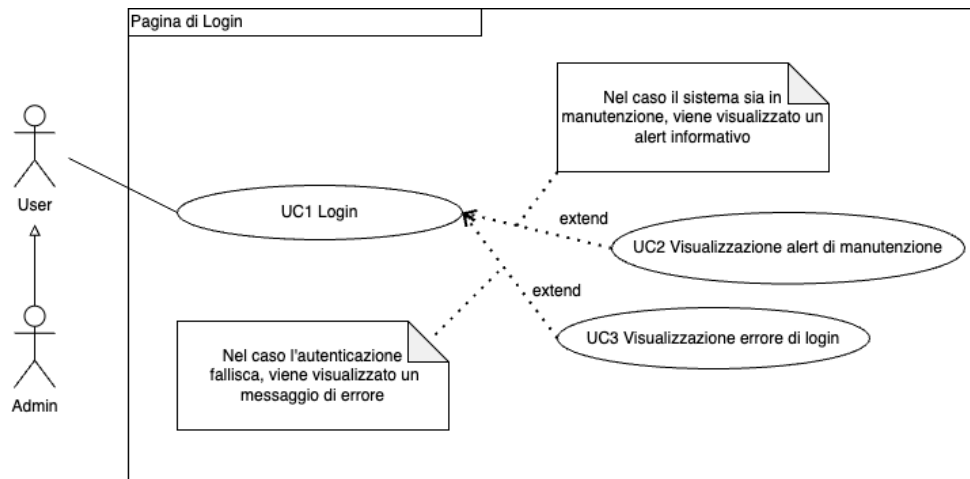 Pagina di Login
Nel caso il sistema sia in
manutenzione, viene visualizzato un
alert informativo
User
UC1 Login
extend
UC2 Visualizzazione alert di manutenzione
extend
UC3 Visualizzazione errore di login
Nel caso l'autenticazione
fallisca, viene visualizzato un
messaggio di errore
Admin